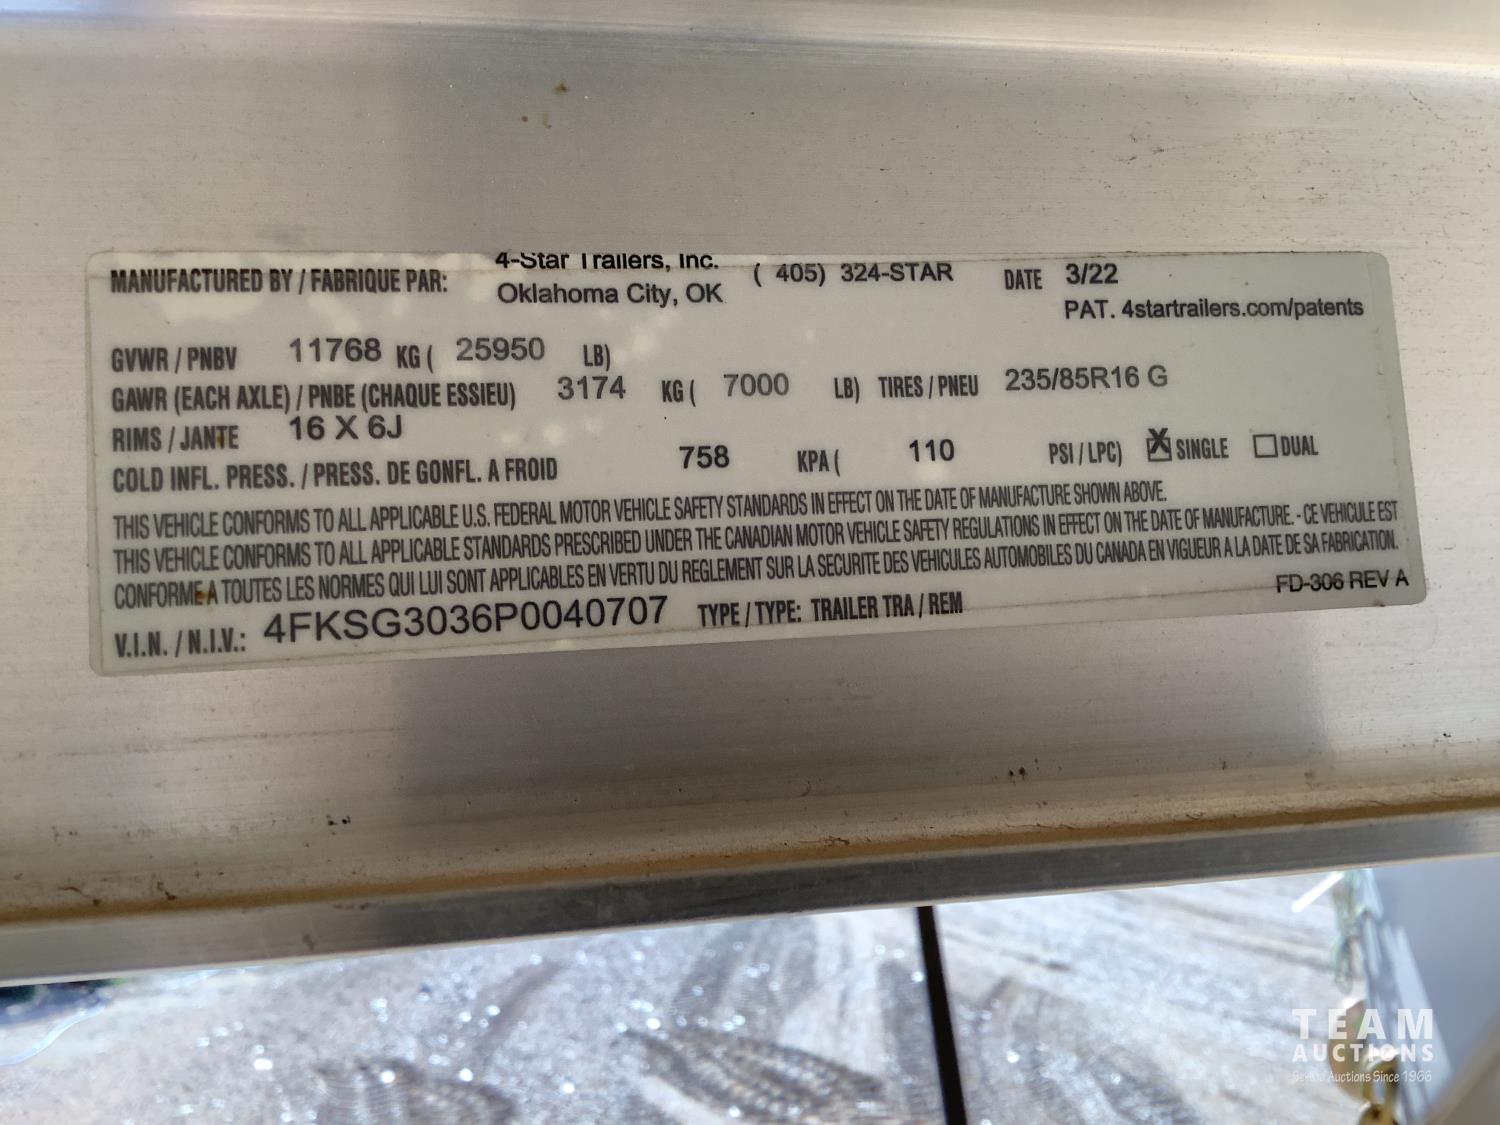 MANUFACTURED BY / FABRIQUE PAR: 4-Star Trailers, Inc. ( 405) 324-STAR DATE 3/22
Oklahoma City, OK PAT. 4startrailers.com/patents
GVWR / PNBV 11768 KG ( 25950 LB)
GAWR (EACH AXLE) / PNBE (CHAQUE ESSIEU) 3174 KG ( 7000 LB) TIRES / PNEU 235/85R16 G
RIMS / JANTE 16 X 6J
COLD INFL. PRESS. / PRESS. DE GONFL. A FROID 758 KPA ( 110 PSI / LPC) X SINGLE DUAL
THIS VEHICLE CONFORMS TO ALL APPLICABLE U.S. FEDERAL MOTOR VEHICLE SAFETY STANDARDS IN EFFECT ON THE DATE OF MANUFACTURE SHOWN ABOVE.
THIS VEHICLE CONFORMS TO ALL APPLICABLE STANDARDS PRESCRIBED UNDER THE CANADIAN MOTOR VEHICLE SAFETY REGULATIONS IN EFFECT ON THE DATE OF MANUFACTURE. - CE VEHICULE EST
CONFORME A TOUTES LES NORMES QUI LUI SONT APPLICABLES EN VERTU DU REGLEMENT SUR LA SECURITE DES VEHICULES AUTOMOBILES DU CANADA EN VIGUEUR A LA DATE DE SA FABRICATION.
V.I.N. / N.I.V.: 4FKSG3036P0040707 TYPE / TYPE: TRAILER TRA / REM FD-306 REV A
TEAM
AUCTIONS
Auctions Since 1966